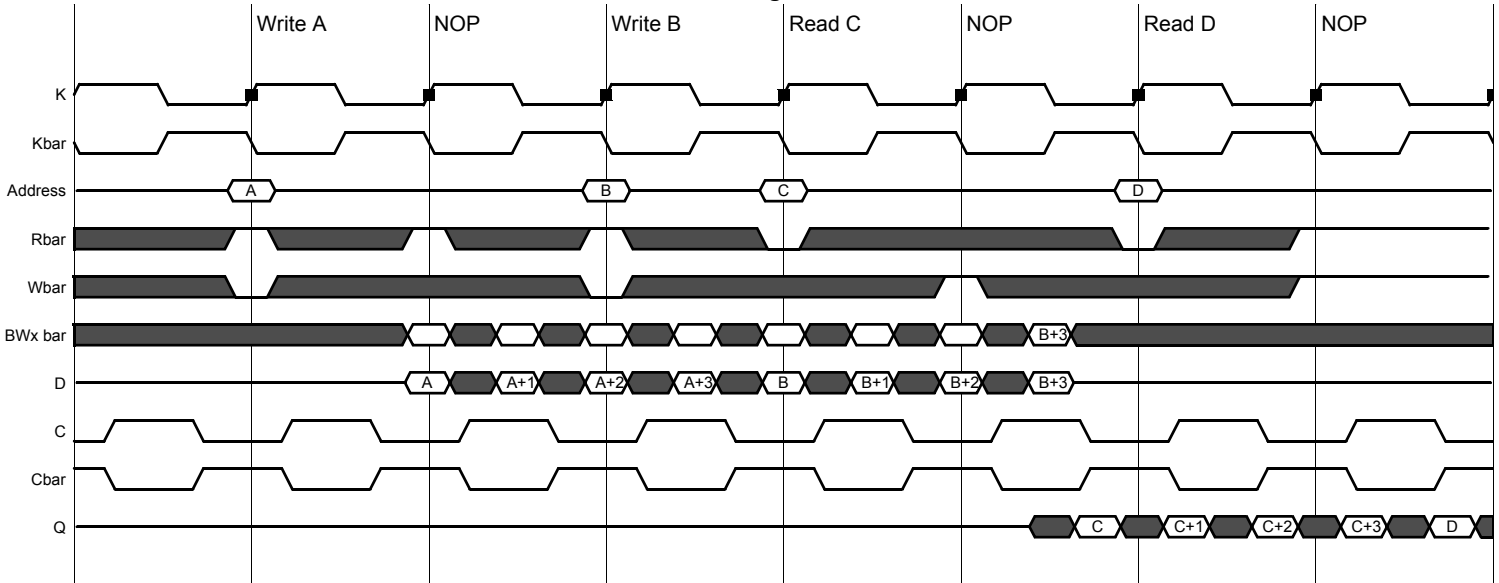 Write A NOP Write B Read C NOP Read D NOP
K
Kbar
Address A B C D
Rbar
Wbar
BWx bar B+3
D A A+1 A+2 A+3 B B+1 B+2 B+3
C
Cbar
Q C C+1 C+2 C+3 D